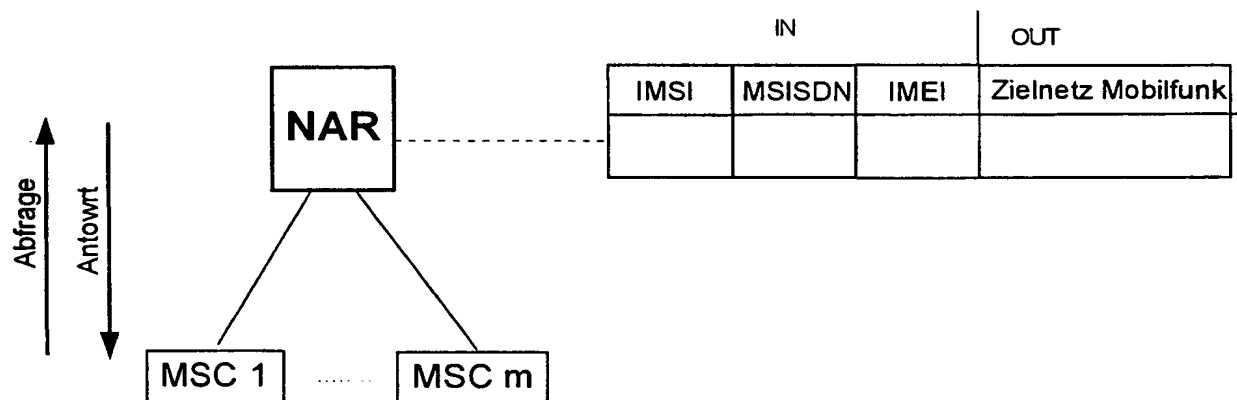 IN
OUT
IMSI MSISDN IMEI Zielnetz Mobilfunk
NAR
Abfrage
Antowrt
MSC 1 ........ MSC m